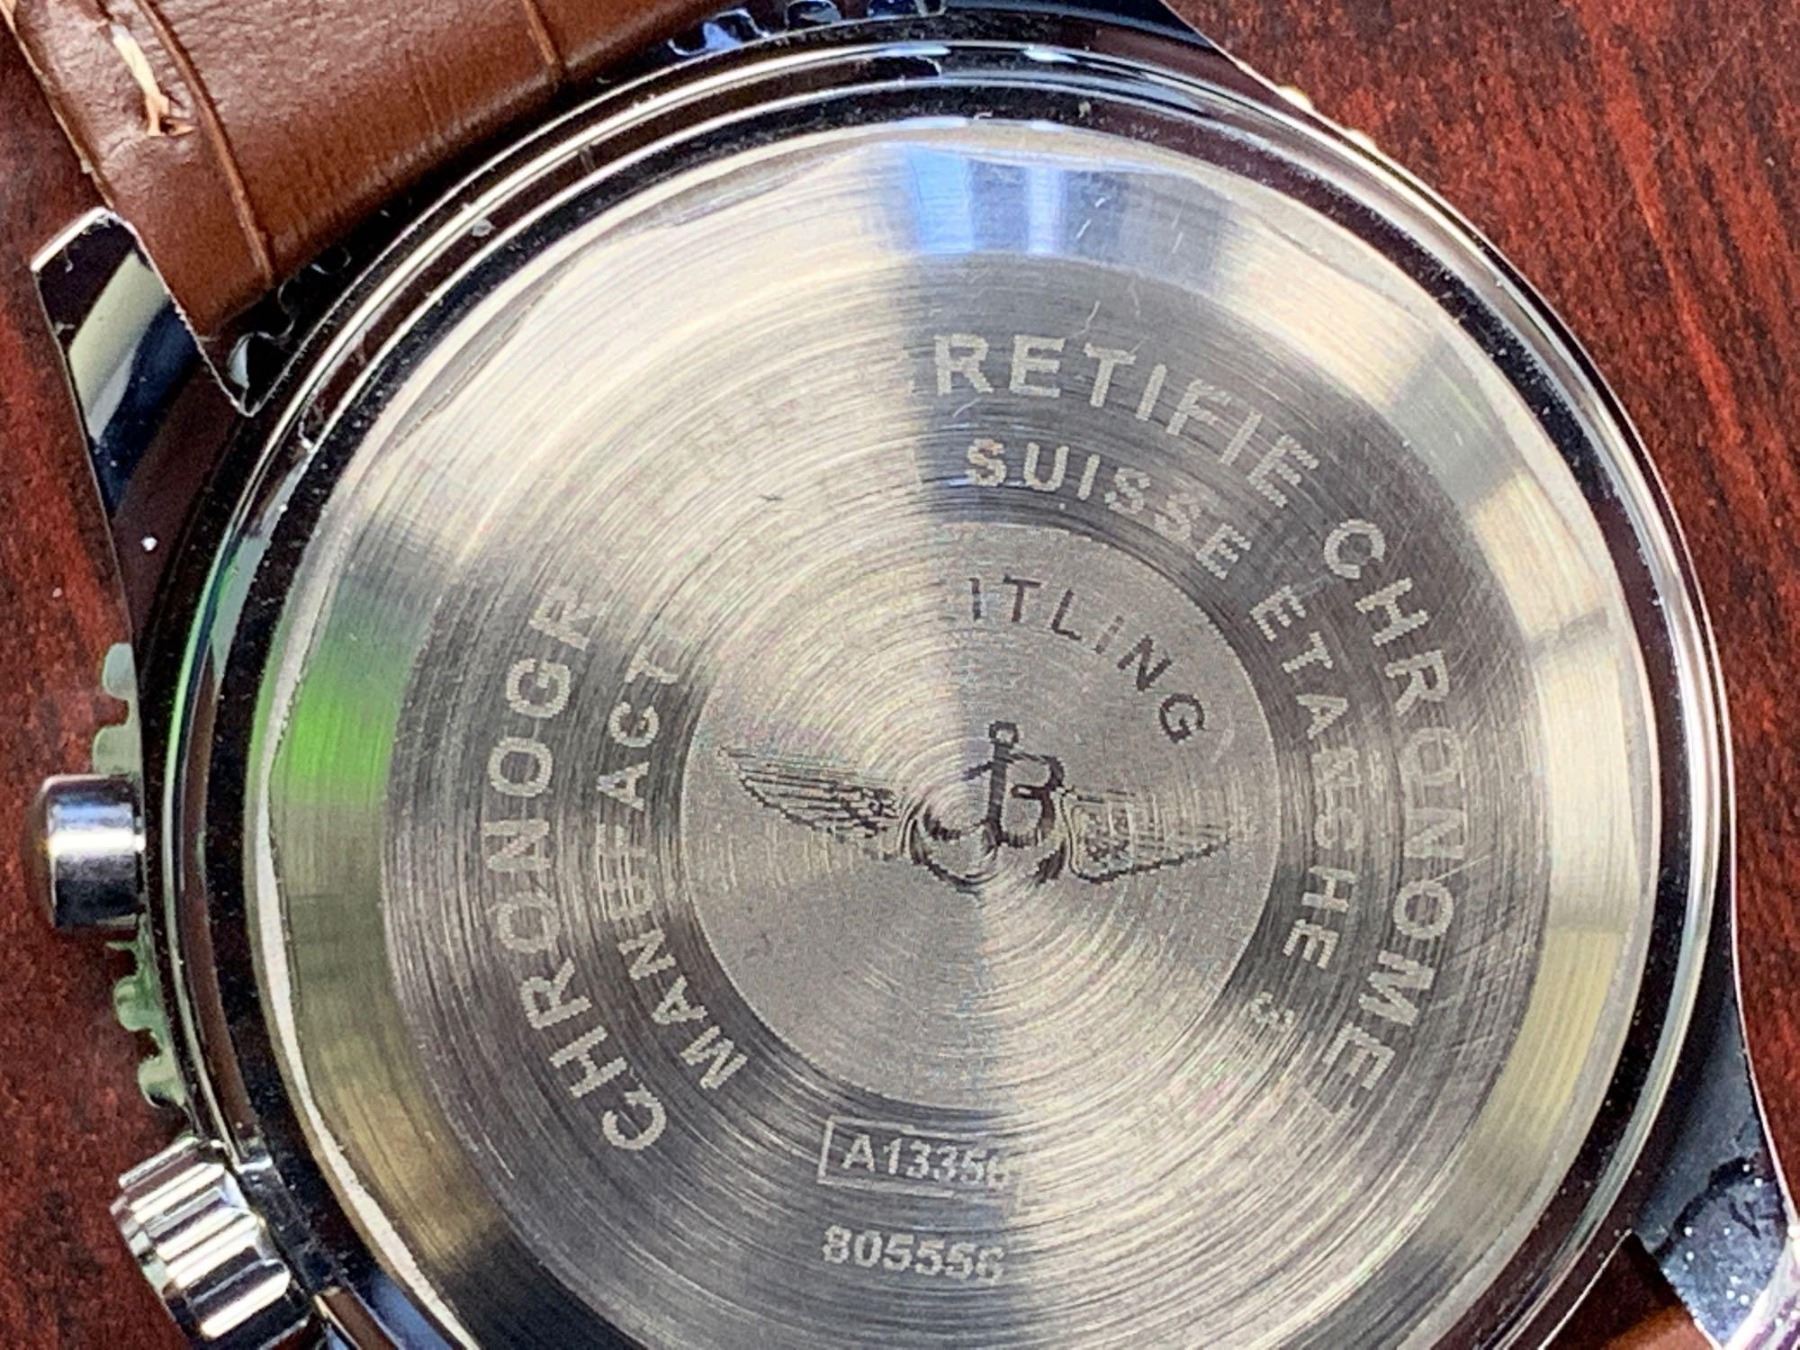 CHRONOGR
RETIFIE CHRONOME
MANUFACT
SUISSE ETANCHE 3
ITLING
B
A13356
805556